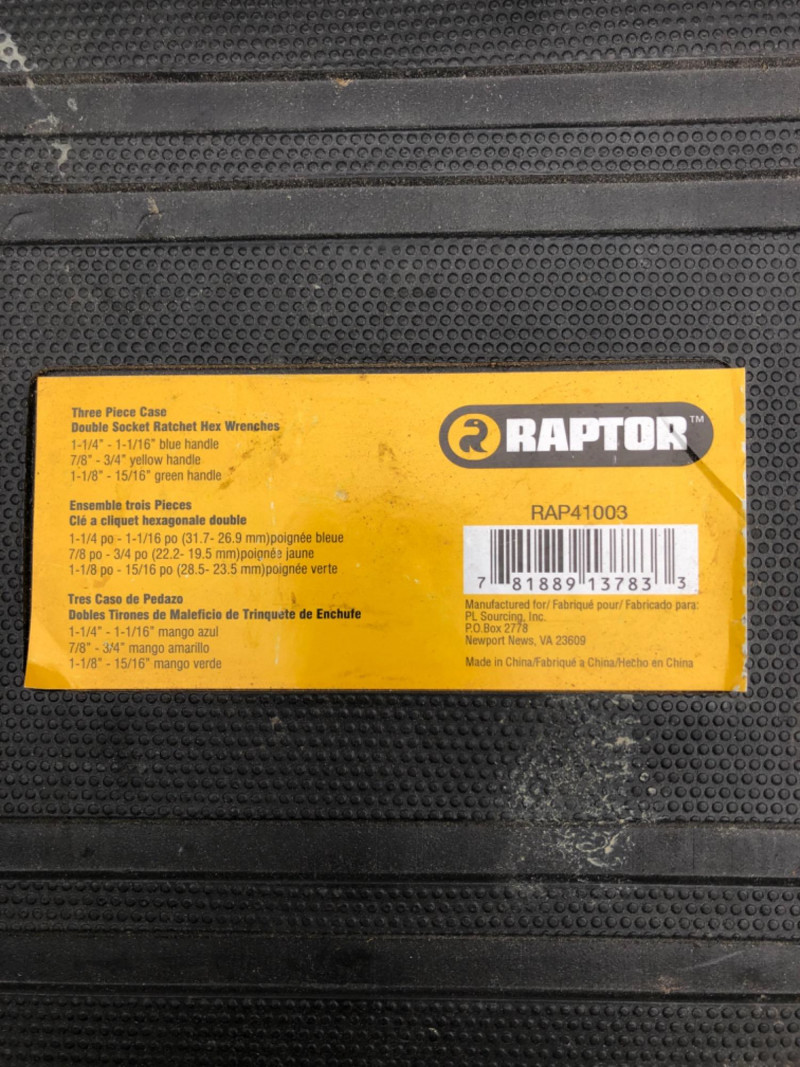 Three Piece Case
Double Socket Ratchet Hex Wrenches
1-1/4" - 1-1/16" blue handle
7/8" - 3/4" yellow handle
1-1/8" - 15/16" green handle
Ensemble trois Pieces
Clé a cliquet hexagonale double
1-1/4 po - 1-1/16 po (31.7- 26.9 mm)poignée bleue
7/8 po - 3/4 po (22.2- 19.5 mm)poignée jaune
1-1/8 po - 15/16 po (28.5- 23.5 mm)poignée verte
Tres Caso de Pedazo
Dobles Tirones de Maleficio de Trinquete de Enchufe
1-1/4" - 1-1/16" mango azul
7/8" - 3/4" mango amarillo
1-1/8" - 15/16" mango verde
RAPTOR™
RAP41003
7 81889 13783 3
Manufactured for/ Fabriqué pour/ Fabricado para:
PL Sourcing, Inc.
P.O.Box 2778
Newport News, VA 23609
Made in China/Fabriqué a China/Hecho en China